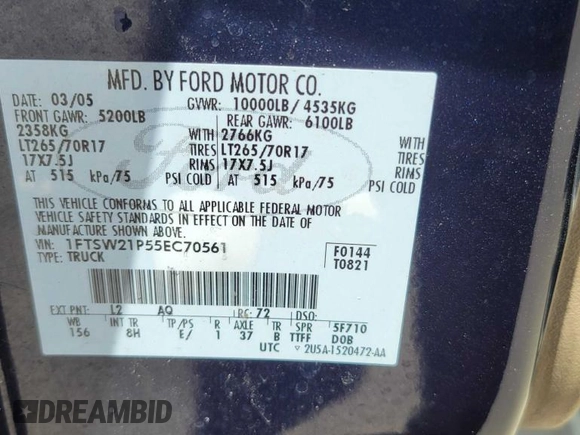 MFD. BY FORD MOTOR CO.
DATE: 03/05 GVWR: 10000LB / 4535KG
FRONT GAWR: 5200LB REAR GAWR: 6100LB
2358KG WITH 2766KG WITH
LT265/70R17 TIRES LT265/70R17 TIRES
17X7.5J RIMS 17X7.5J RIMS
AT 515 kPa/75 PSI COLD AT 515 kPa/75 PSI COLD
THIS VEHICLE CONFORMS TO ALL APPLICABLE FEDERAL MOTOR
VEHICLE SAFETY STANDARDS IN EFFECT ON THE DATE OF
MANUFACTURE SHOWN ABOVE.
VIN: 1FTSW21P55EC70561 F0144
TYPE: TRUCK T0821
EXT PNT: L2 AQ RC: 72 DSO:
WB INT TR TP/PS R AXLE TR SPR 5F710
156 8H E/ 1 37 B TTFF D0B
UTC 2U5A-1520472-AA
Ford
DREAMBID